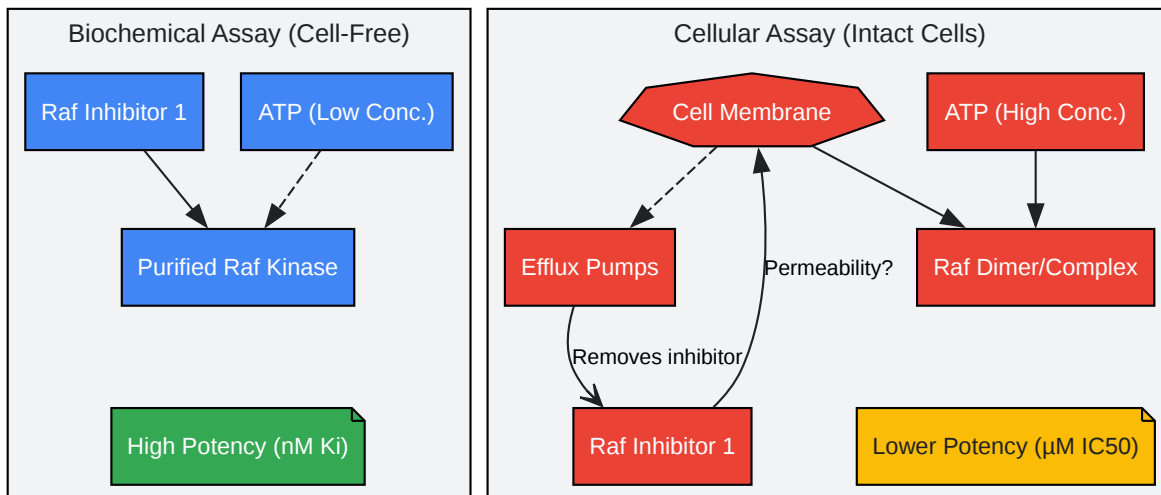 Biochemical Assay (Cell-Free)
Raf Inhibitor 1
ATP (Low Conc.)
Purified Raf Kinase
High Potency (nM Ki)
Cellular Assay (Intact Cells)
Cell Membrane
ATP (High Conc.)
Efflux Pumps
Permeability?
Raf Dimer/Complex
Removes inhibitor
Raf Inhibitor 1
Lower Potency (µM IC50)